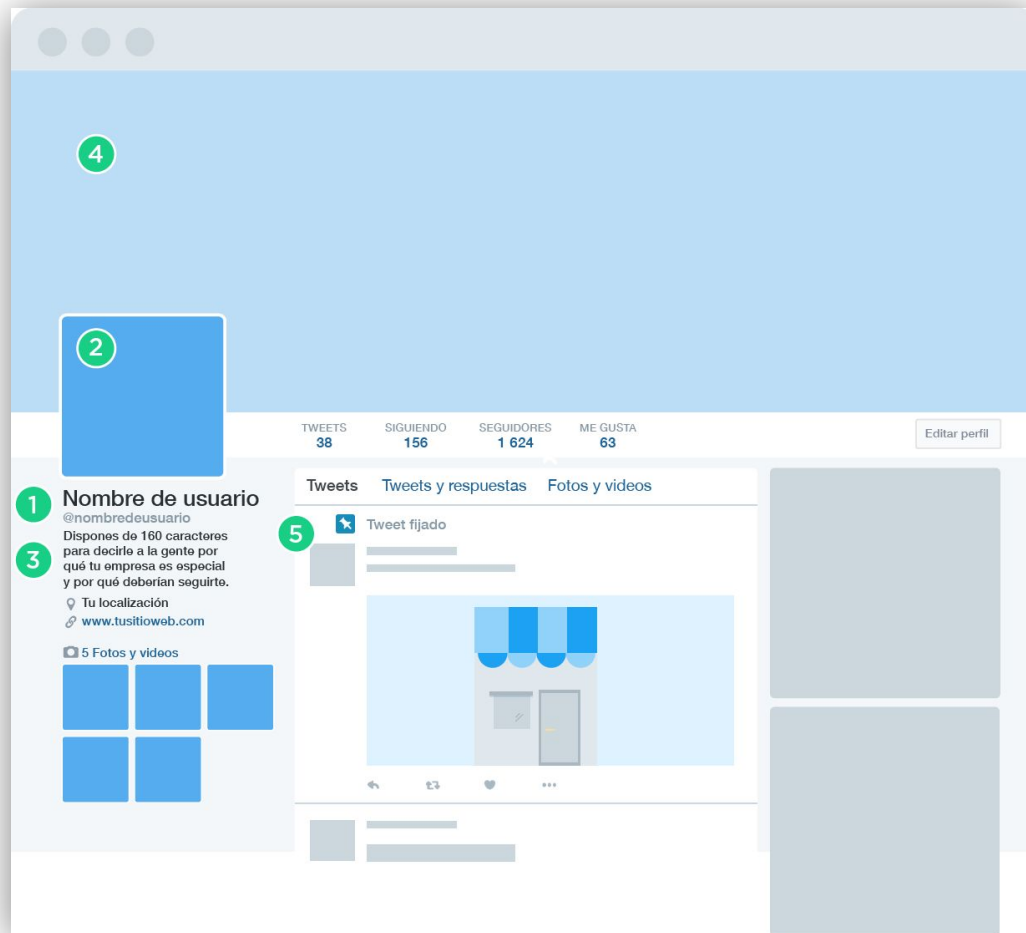 4
2
TWEETS SIGUIENDO SEGUIDORES ME GUSTA
38 156 1 624 63
Editar perfil
1
Nombre de usuario
@nombredeusuario
3
Dispones de 160 caracteres
para decirle a la gente por
qué tu empresa es especial
y por qué deberían seguirte.
Tu localización
www.tusitioweb.com
5 Fotos y videos
Tweets Tweets y respuestas Fotos y videos
5
Tweet fijado